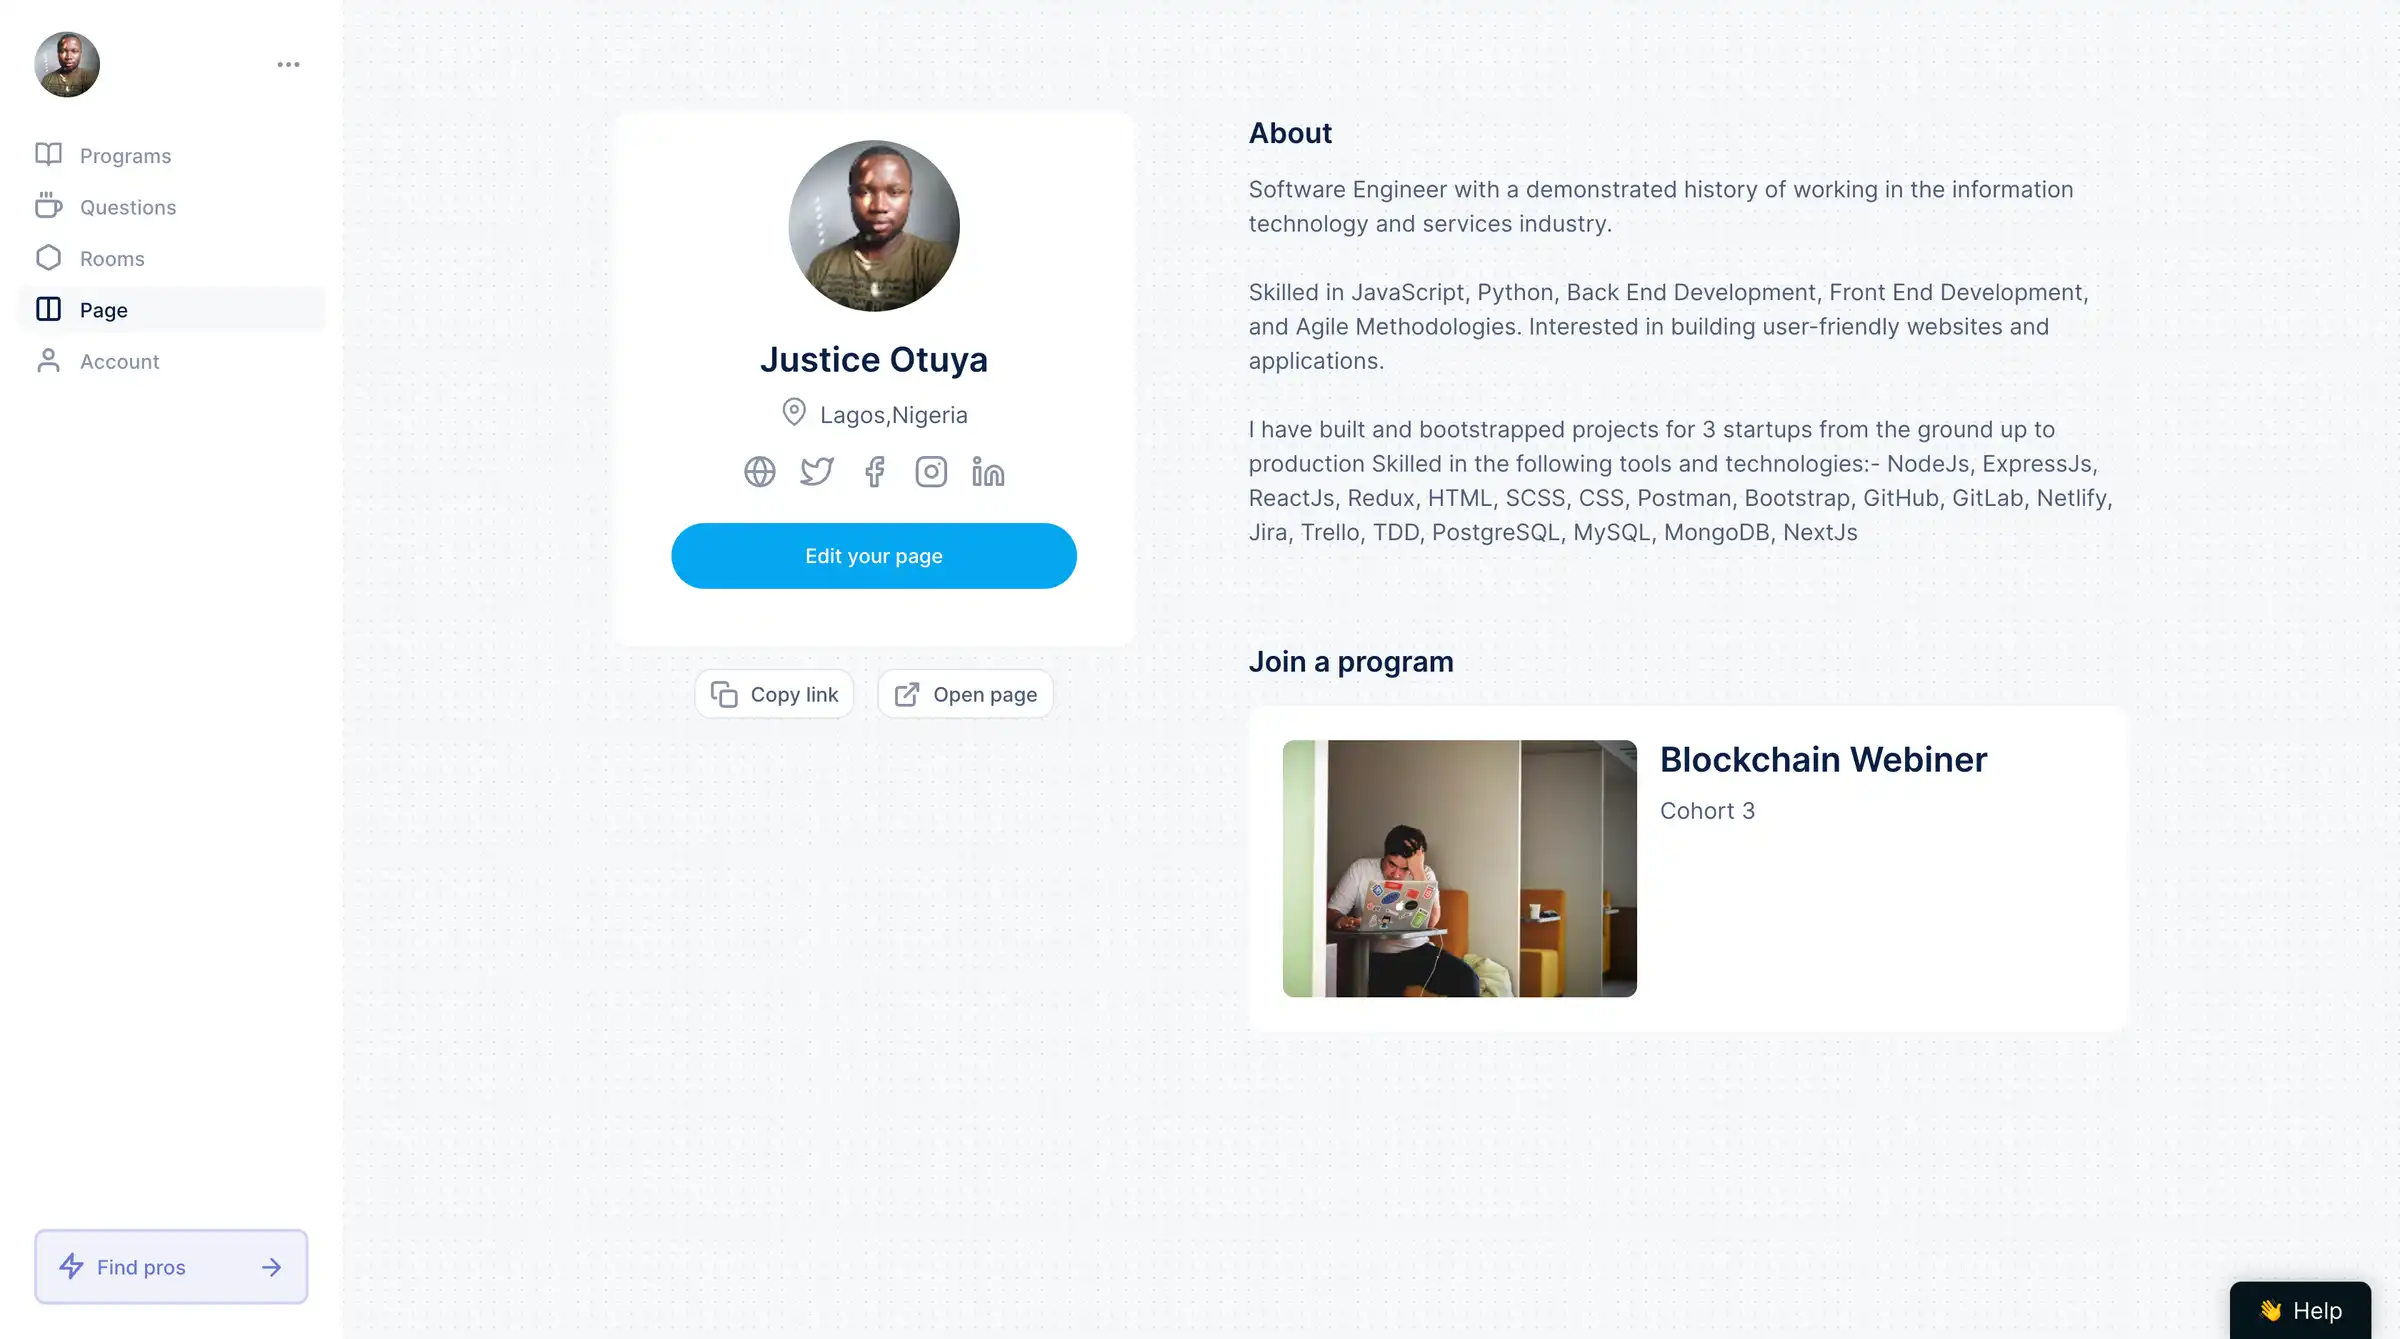 Programs
Questions
Rooms
Page
Account
Find pros
Justice Otuya
Lagos,Nigeria
Edit your page
Copy link
Open page
About
Software Engineer with a demonstrated history of working in the information
technology and services industry.
Skilled in JavaScript, Python, Back End Development, Front End Development,
and Agile Methodologies. Interested in building user-friendly websites and
applications.
I have built and bootstrapped projects for 3 startups from the ground up to
production Skilled in the following tools and technologies:- NodeJs, ExpressJs,
ReactJs, Redux, HTML, SCSS, CSS, Postman, Bootstrap, GitHub, GitLab, Netlify,
Jira, Trello, TDD, PostgreSQL, MySQL, MongoDB, NextJs
Join a program
Blockchain Webiner
Cohort 3
👋 Help